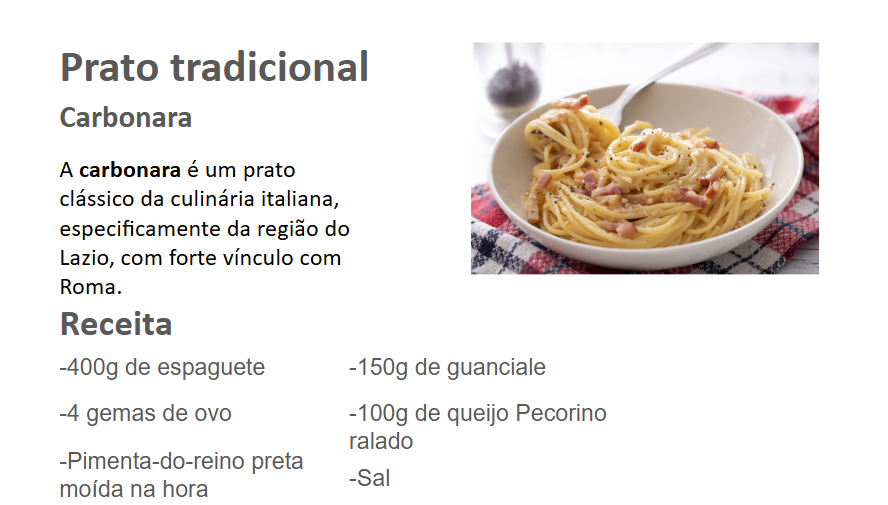 Prato tradicional
Carbonara
A carbonara é um prato
clássico da culinária italiana,
especificamente da região do
Lazio, com forte vínculo com
Roma.
Receita
-400g de espaguete
-4 gemas de ovo
-Pimenta-do-reino preta
moída na hora
-150g de guanciale
-100g de queijo Pecorino
ralado
-Sal